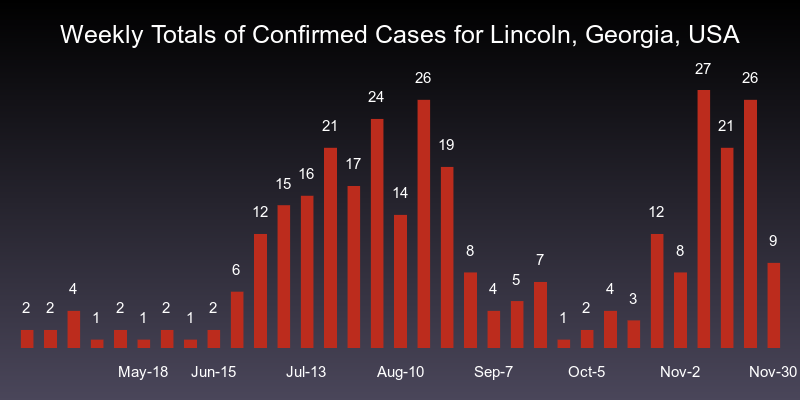 Weekly Totals of Confirmed Cases for Lincoln, Georgia, USA
2 2 4 1 2 1 2 1 2 6 12 15 16 21 17 24 14 26 19 8 4 5 7 1 2 4 3 12 8 27 21 26 9
May-18 Jun-15 Jul-13 Aug-10 Sep-7 Oct-5 Nov-2 Nov-30